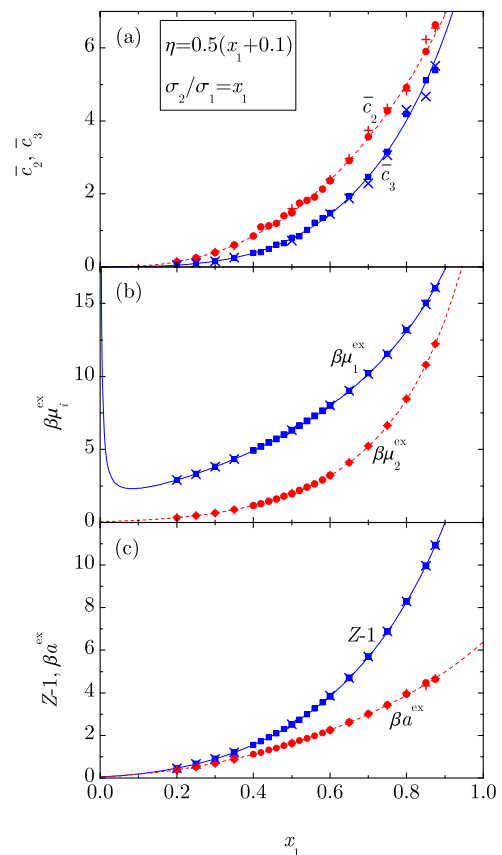 (a)
η=0.5(x₁+0.1)
σ₂/σ₁=x₁
c̅₂
c̅₃
c̅₂, c̅₃
6
4
2
0
(b)
βμ₁ᵉˣ
βμ₂ᵉˣ
βμᵢᵉˣ
15
10
5
0
(c)
Z-1
βaᵉˣ
Z-1, βaᵉˣ
10
8
6
4
2
0
0.0 0.2 0.4 0.6 0.8 1.0
x₁